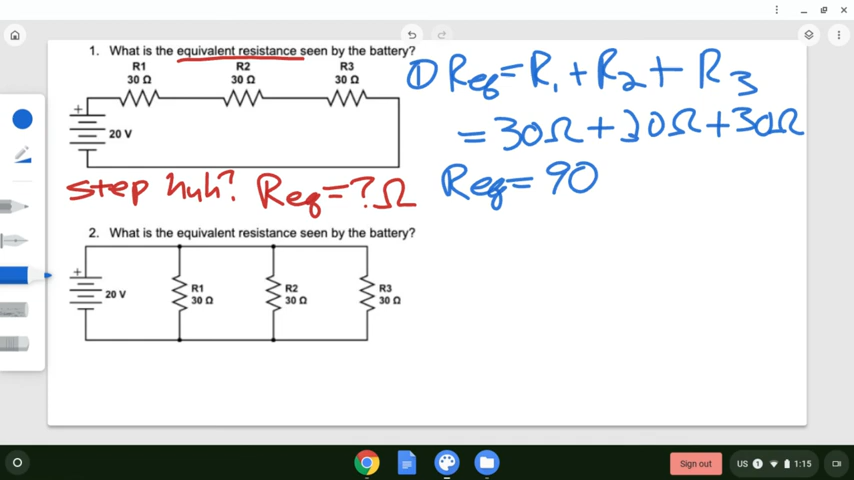 1. What is the equivalent resistance seen by the battery?
R1 R2 R3
30 Ω 30 Ω 30 Ω
+
20 V
step huh? Req=?Ω
① Req=R1+R2+R3
=30Ω+30Ω+30Ω
Req=90
2. What is the equivalent resistance seen by the battery?
+
20 V
R1 R2 R3
30 Ω 30 Ω 30 Ω
Sign out US 1 1:15